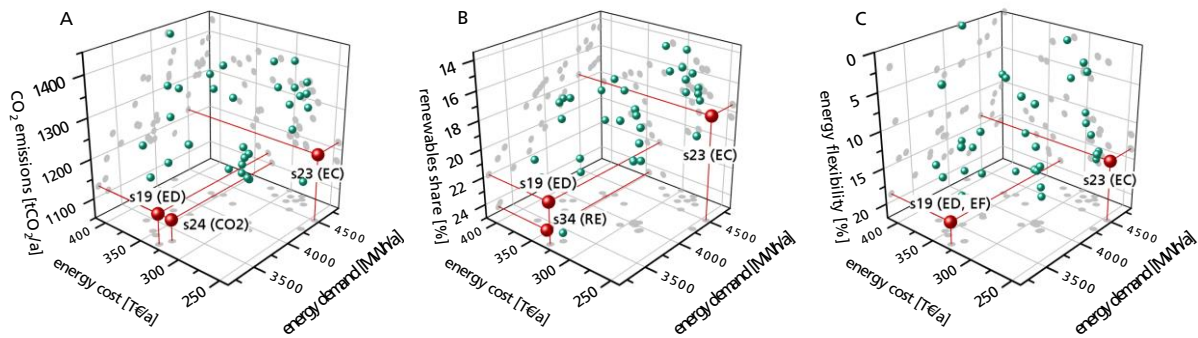 A
CO2 emissions [tCO2/a]
1400
1300
1200
1100
400
350
300
250
energy cost [T€/a]
3500
4000
4500
energy demand [MWh/a]
s19 (ED)
s24 (CO2)
s23 (EC)
B
renewables share [%]
14
16
18
20
22
24
400
350
300
250
energy cost [T€/a]
3500
4000
4500
energy demand [MWh/a]
s19 (ED)
s34 (RE)
s23 (EC)
C
energy flexibility [%]
0
5
10
15
20
400
350
300
250
energy cost [T€/a]
3500
4000
4500
energy demand [MWh/a]
s19 (ED, EF)
s23 (EC)